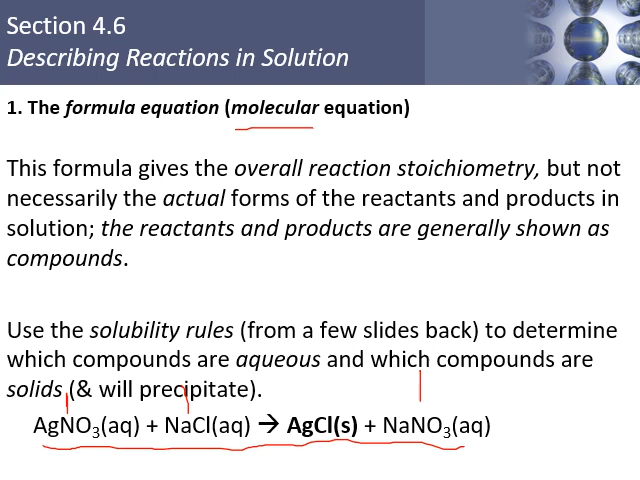 Section 4.6
Describing Reactions in Solution
1. The formula equation (molecular equation)
This formula gives the overall reaction stoichiometry, but not
necessarily the actual forms of the reactants and products in
solution; the reactants and products are generally shown as
compounds.
Use the solubility rules (from a few slides back) to determine
which compounds are aqueous and which compounds are
solids (& will precipitate).
AgNO₃(aq) + NaCl(aq) → AgCl(s) + NaNO₃(aq)